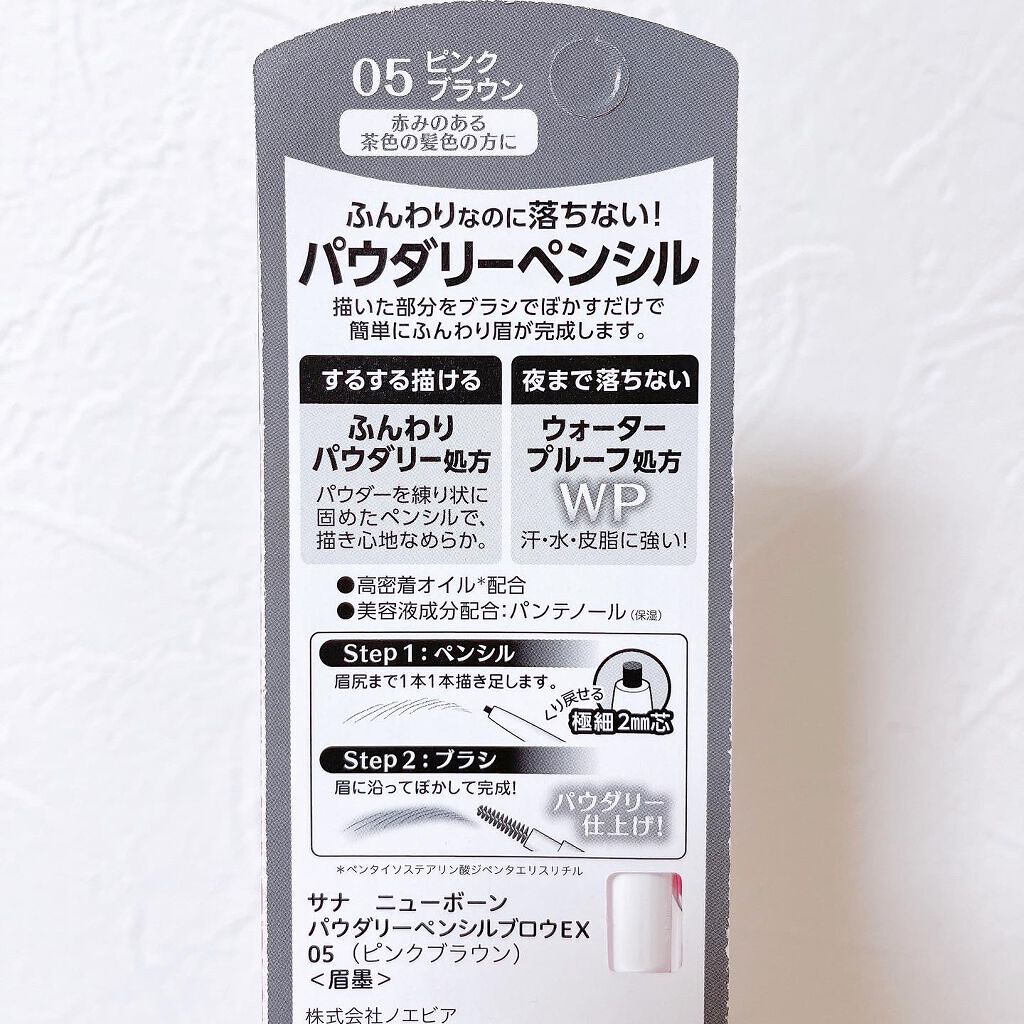 05 ピンク
ブラウン
赤みのある
茶色の髪色の方に
ふんわりなのに落ちない!
パウダリーペンシル
描いた部分をブラシでぼかすだけで
簡単にふんわり眉が完成します。
するする描ける
ふんわり
パウダリー処方
パウダーを練り状に
固めたペンシルで、
描き心地なめらか。
夜まで落ちない
ウォーター
プルーフ処方
WP
汗・水・皮脂に強い!
●高密着オイル*配合
●美容液成分配合:パンテノール(保湿)
Step1:ペンシル
眉尻まで1本1本描き足します。
くり戻せる
極細2mm芯
Step2:ブラシ
眉に沿ってぼかして完成!
パウダリー
仕上げ!
*ペンタイソステアリン酸ジペンタエリスリチル
サナ ニューボーン
パウダリーペンシルブロウEX
05 (ピンクブラウン)
<眉墨>
株式会社ノエビア